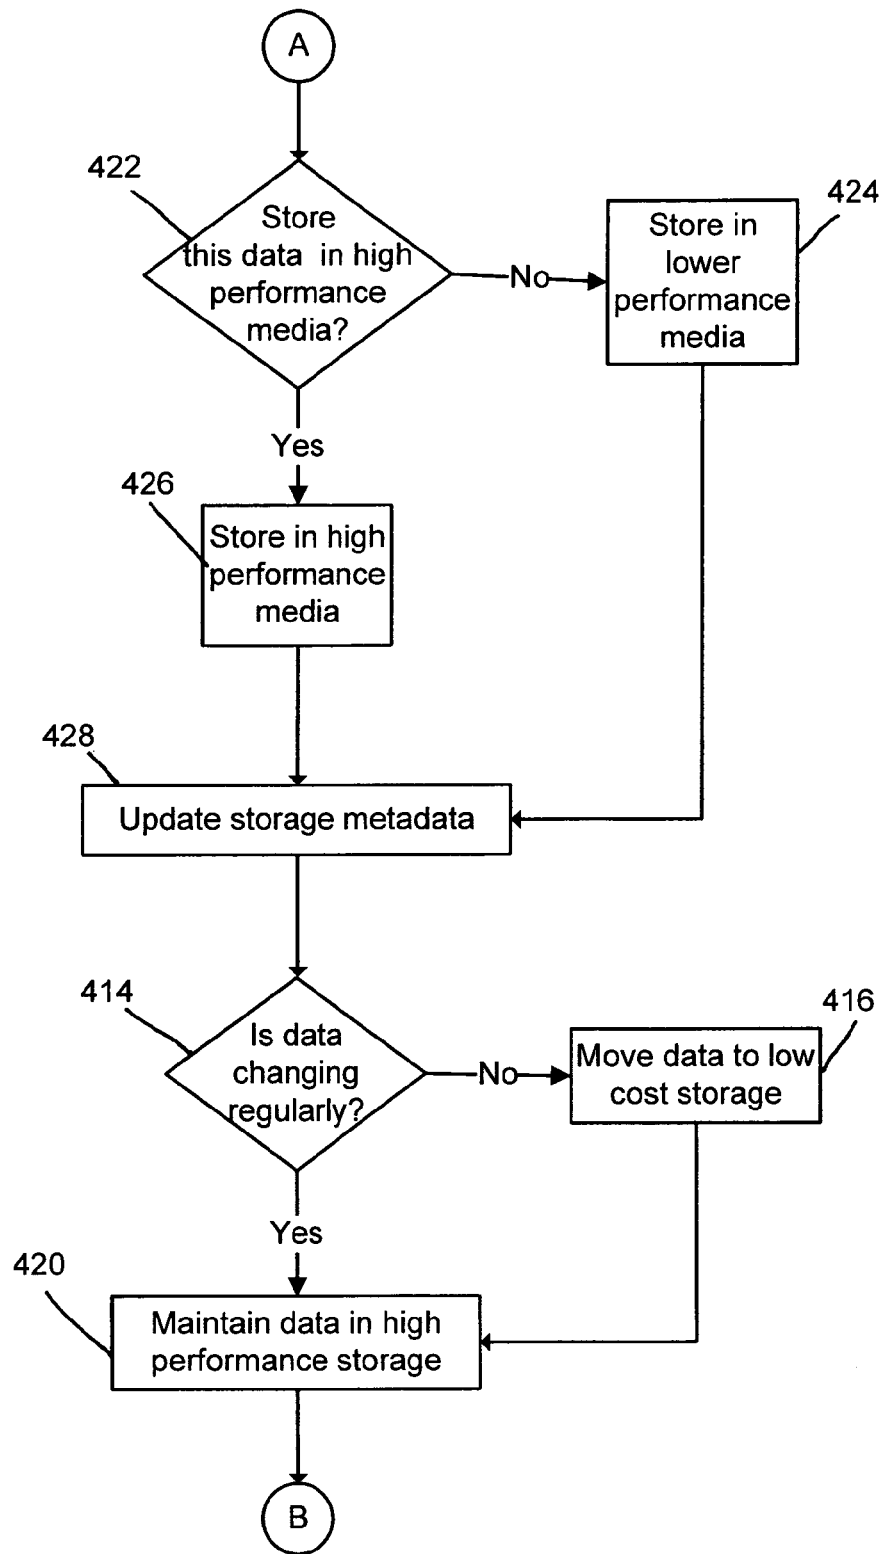 A
422
Store
this data in high
performance
media?
No
424
Store in
lower
performance
media
Yes
426
Store in high
performance
media
428
Update storage metadata
414
Is data
changing
regularly?
No
416
Move data to low
cost storage
Yes
420
Maintain data in high
performance storage
B